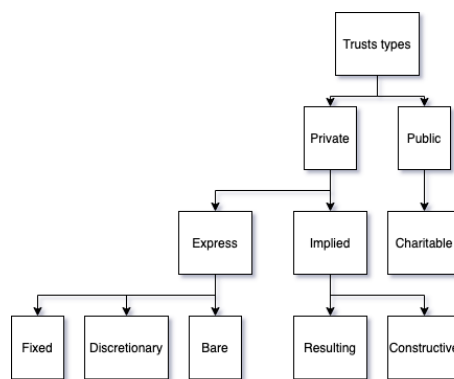 Trusts types
Private
Public
Express
Implied
Charitable
Fixed
Discretionary
Bare
Resulting
Constructive